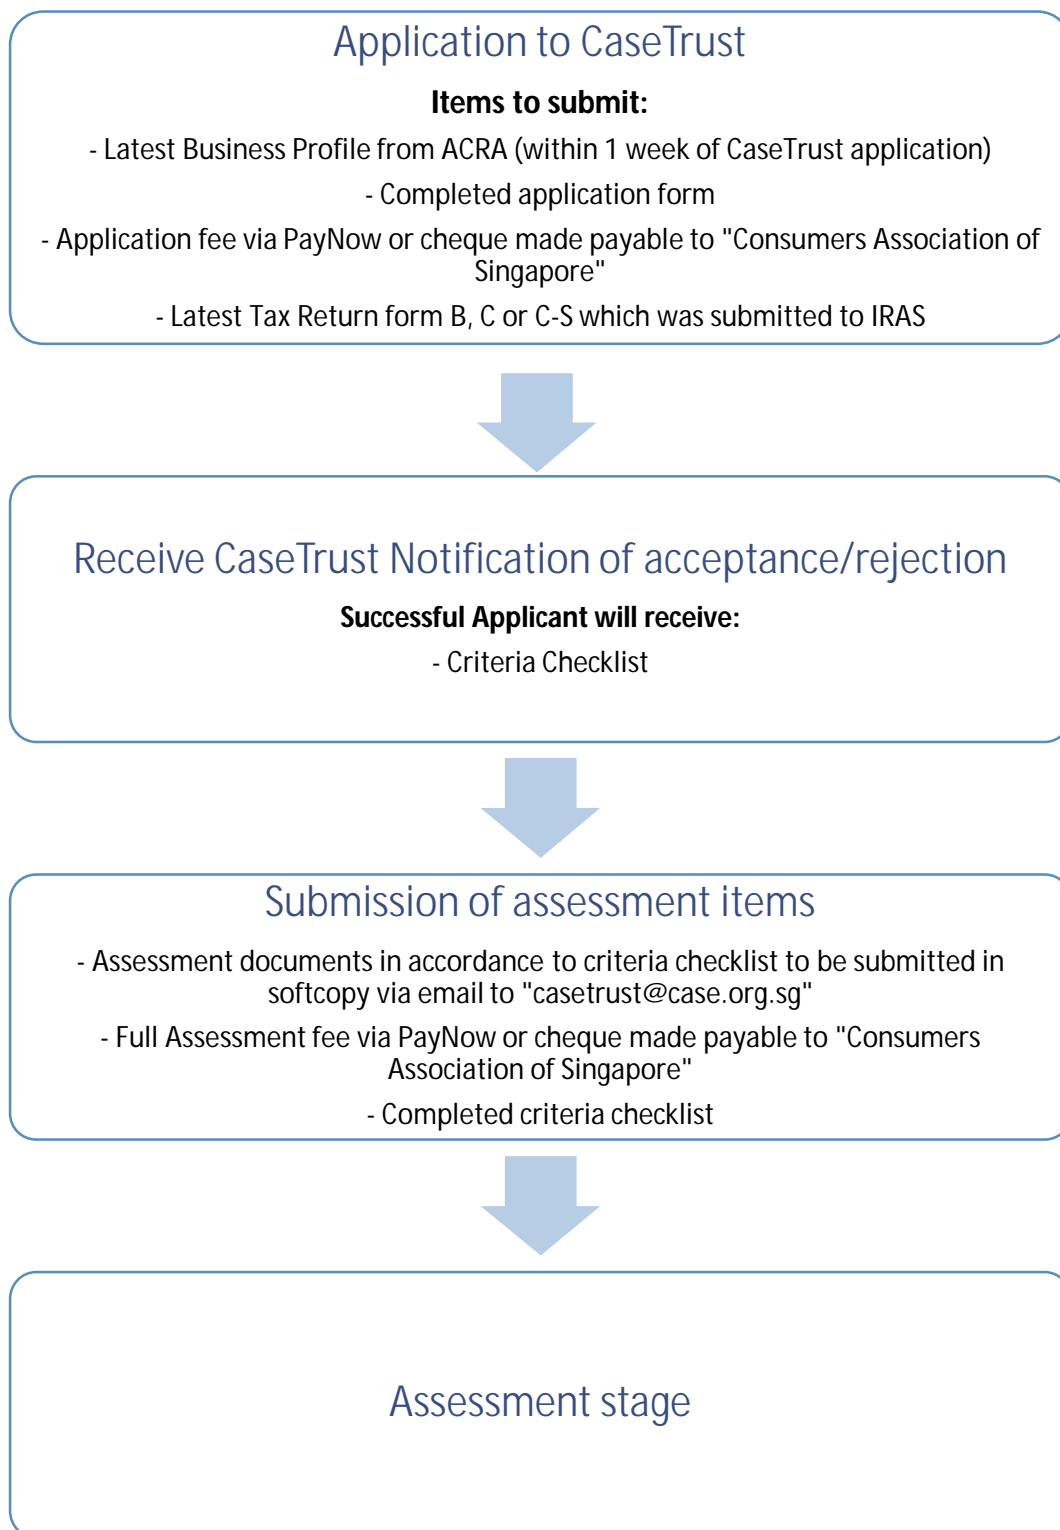 Application to CaseTrust
Items to submit:
- Latest Business Profile from ACRA (within 1 week of CaseTrust application)
- Completed application form
- Application fee via PayNow or cheque made payable to "Consumers Association of
Singapore"
- Latest Tax Return form B, C or C-S which was submitted to IRAS
Receive CaseTrust Notification of acceptance/rejection
Successful Applicant will receive:
- Criteria Checklist
Submission of assessment items
- Assessment documents in accordance to criteria checklist to be submitted in
softcopy via email to "casetrust@case.org.sg"
- Full Assessment fee via PayNow or cheque made payable to "Consumers
Association of Singapore"
- Completed criteria checklist
Assessment stage